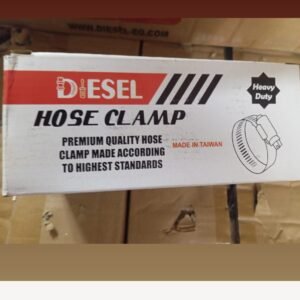 DIESEL
HOSE CLAMP
Heavy
Duty
PREMIUM QUALITY HOSE
CLAMP MADE ACCORDING
TO HIGHEST STANDARDS
MADE IN TAIWAN